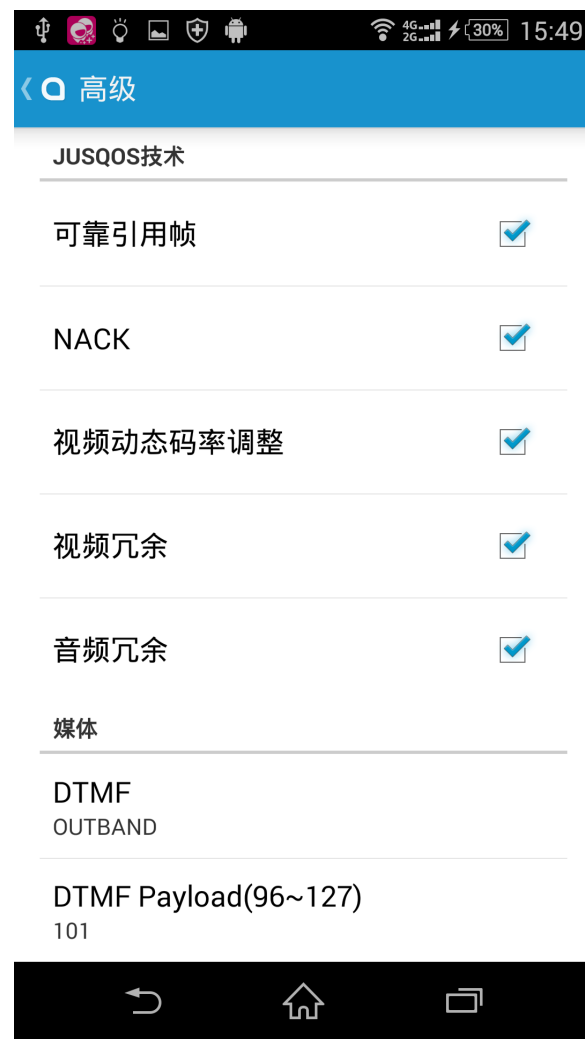 4G 2G 30% 15:49
高级
JUSQOS技术
可靠引用帧
NACK
视频动态码率调整
视频冗余
音频冗余
媒体
DTMF
OUTBAND
DTMF Payload(96~127)
101